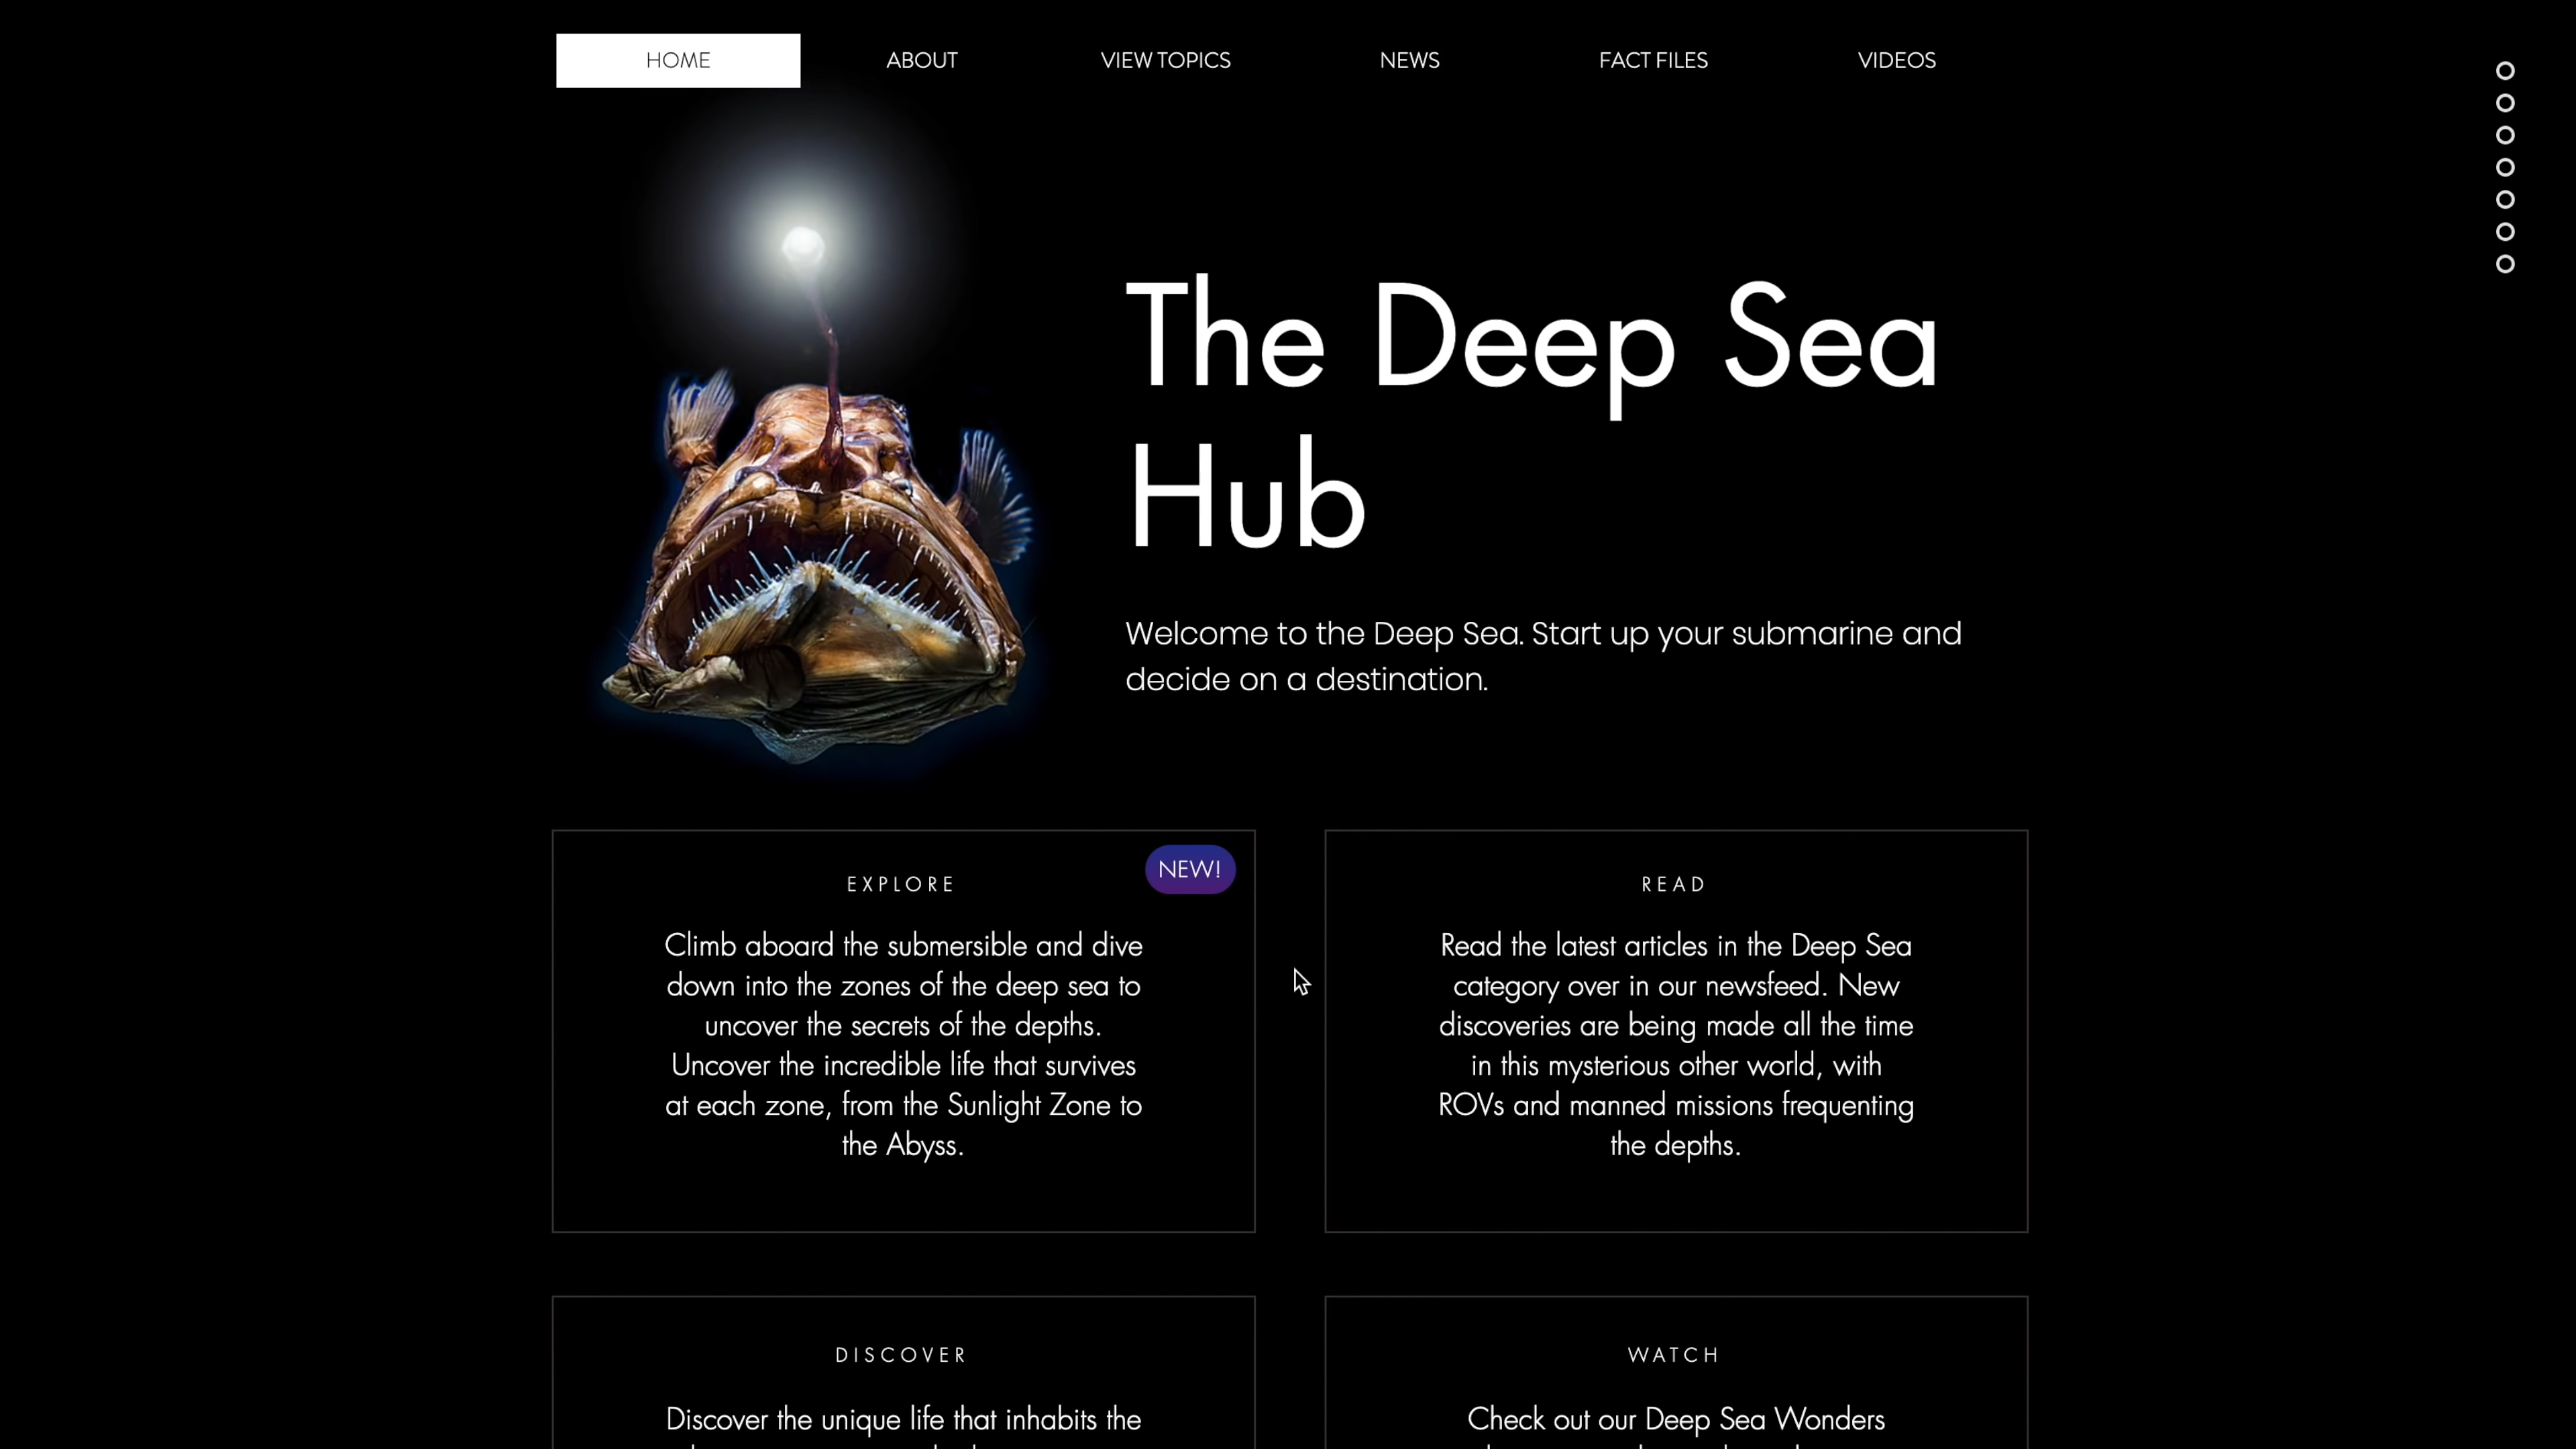 HOME
ABOUT
VIEW TOPICS
NEWS
FACT FILES
VIDEOS
The Deep Sea
Hub
Welcome to the Deep Sea. Start up your submarine and
decide on a destination.
EXPLORE
NEW!
Climb aboard the submersible and dive
down into the zones of the deep sea to
uncover the secrets of the depths.
Uncover the incredible life that survives
at each zone, from the Sunlight Zone to
the Abyss.
READ
Read the latest articles in the Deep Sea
category over in our newsfeed. New
discoveries are being made all the time
in this mysterious other world, with
ROVs and manned missions frequenting
the depths.
DISCOVER
Discover the unique life that inhabits the
WATCH
Check out our Deep Sea Wonders